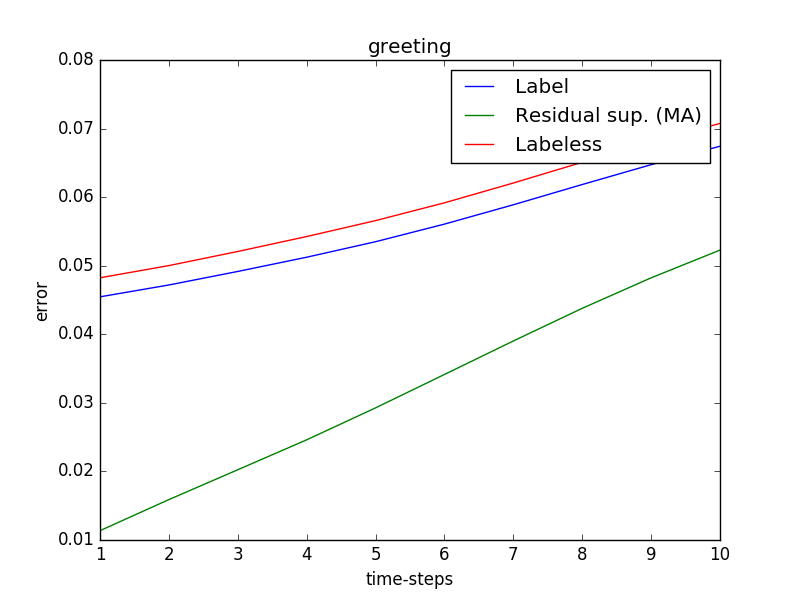 greeting
0.08
0.07
0.06
0.05
0.04
0.03
0.02
0.01
error
Label
Residual sup. (MA)
Labeless
1 2 3 4 5 6 7 8 9 10
time-steps